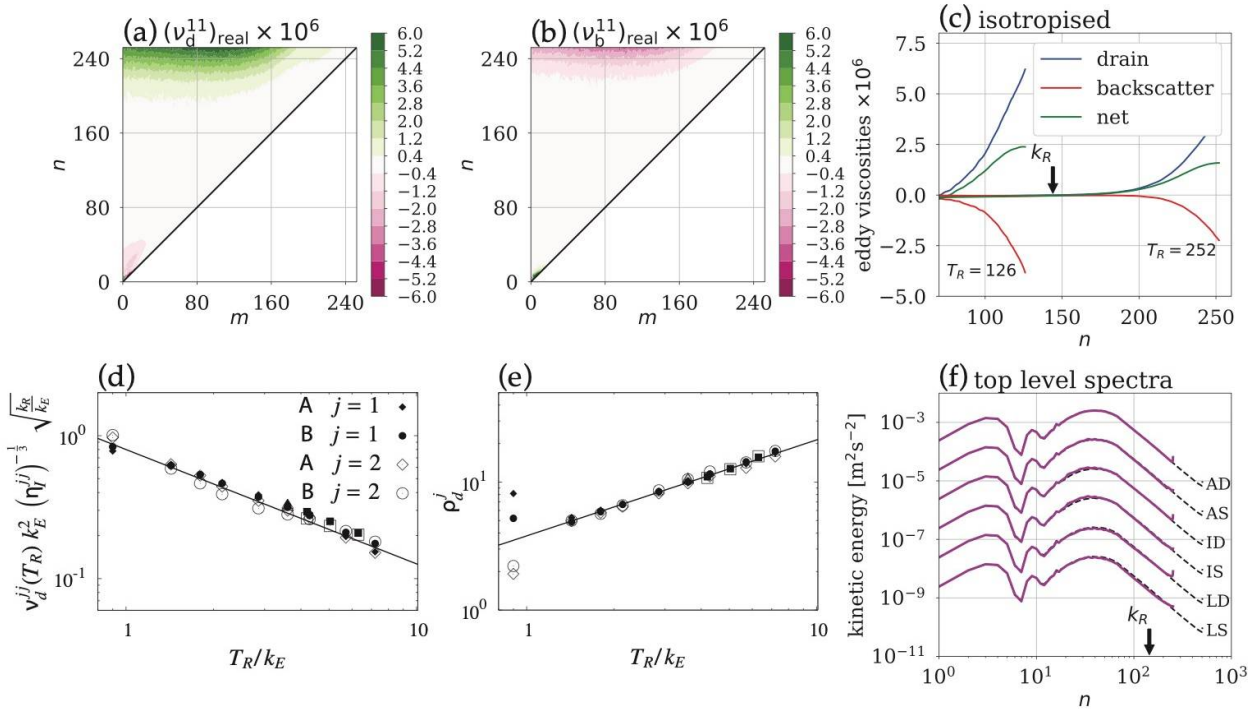 (a) (ν_d^11)_real × 10^6
n
240
160
80
0
0 80 160 240
m
6.0
4.4
3.6
2.8
2.0
1.2
0.4
−0.4
−1.2
−2.0
−2.8
−3.6
−4.4
−5.2
−6.0
(b) (ν_b^11)_real × 10^6
n
240
160
80
0
0 80 160 240
m
6.0
4.4
3.6
2.8
2.0
1.2
0.4
−0.4
−1.2
−2.0
−2.8
−3.6
−4.4
−5.2
−6.0
(c) isotropised
eddy viscosities ×10^6
7.5
5.0
2.5
0.0
−2.5
−5.0
drain
backscatter
net
k_R
T_R = 126
T_R = 252
100 150 200 250
n
(d)
ν_d^jj(T_R) k_E^2 (η_I^jj)^−1/3 √k_R/k_E
10^0
10^-1
A j = 1
B j = 1
A j = 2
B j = 2
1 10
T_R/k_E
(e)
ρ_d^j
10^1
10^0
1 10
T_R/k_E
(f) top level spectra
kinetic energy [m^2s^−2]
10^−3
10^−5
10^−7
10^−9
10^−11
AD
AS
ID
IS
LD
LS
k_R
10^0 10^1 10^2 10^3
n